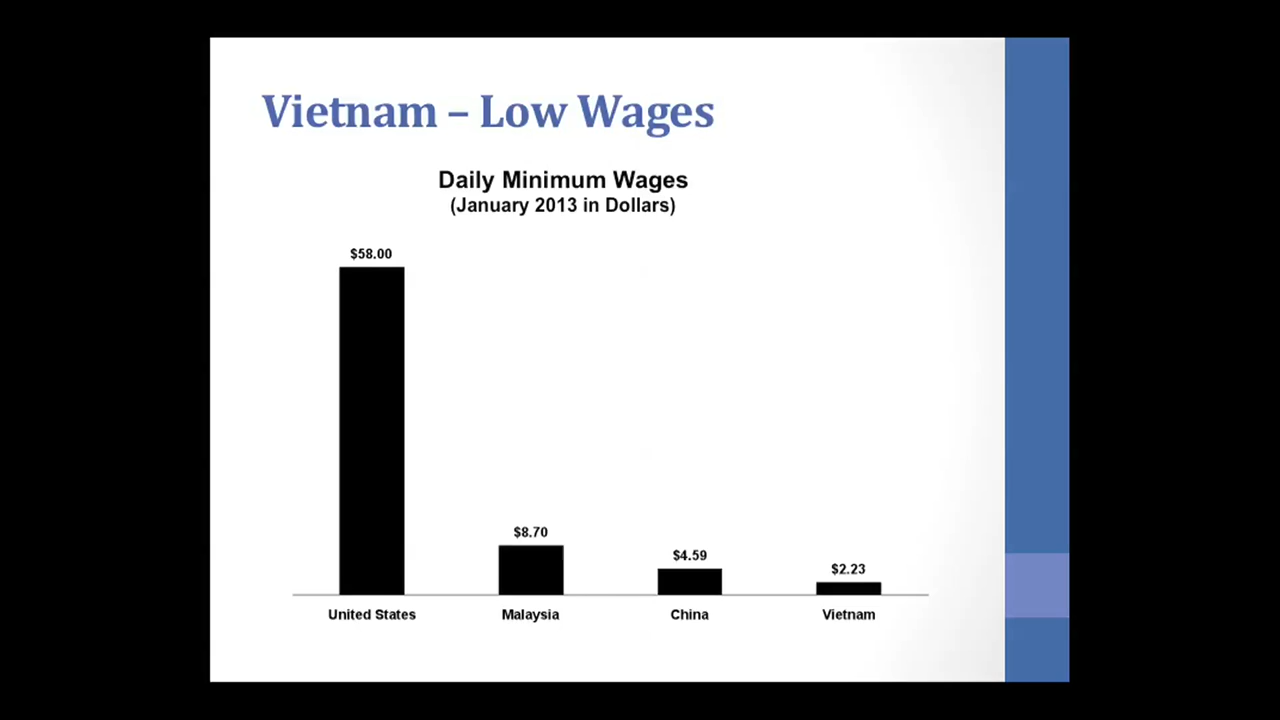 Vietnam – Low Wages
Daily Minimum Wages
(January 2013 in Dollars)
$58.00
$8.70
$4.59
$2.23
United States
Malaysia
China
Vietnam